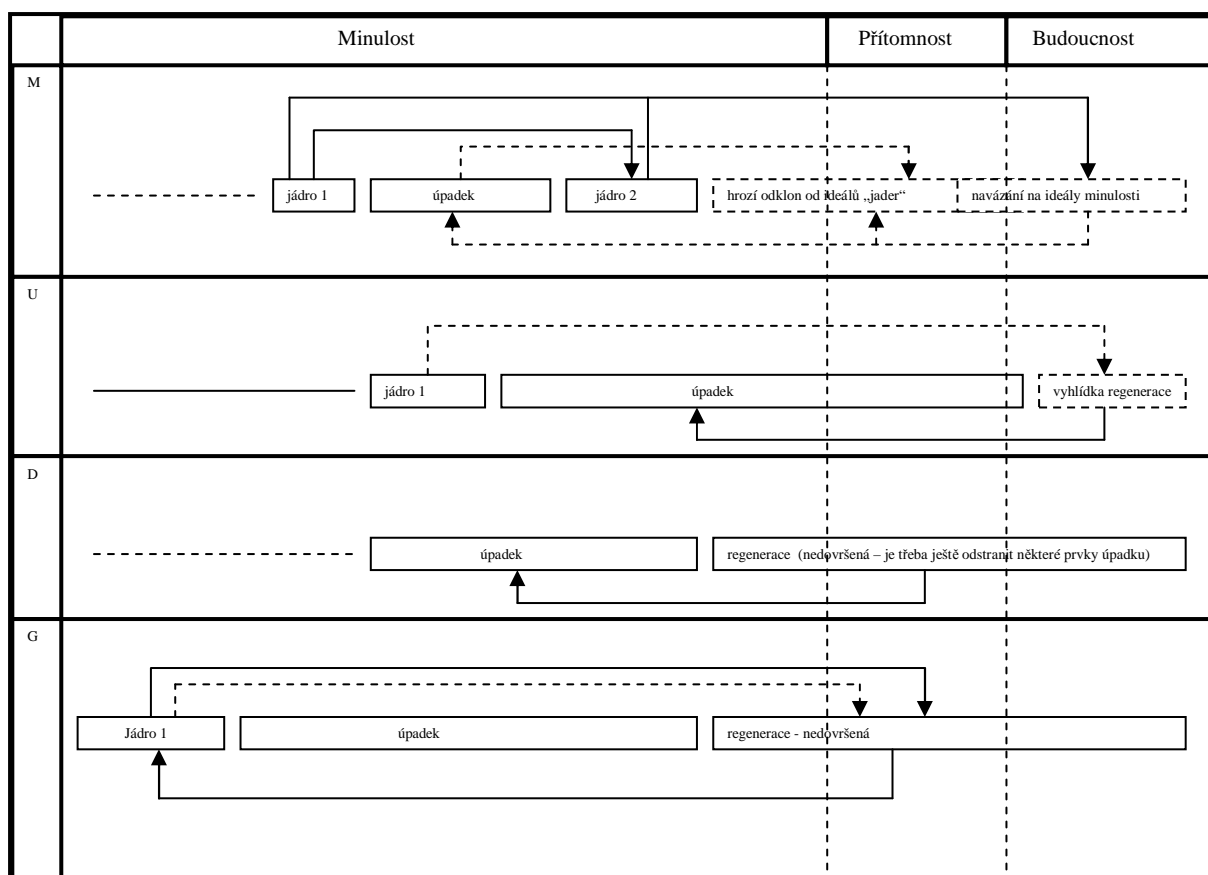 Minulost Přítomnost Budoucnost
M
jádro 1 úpadek jádro 2 hrozí odklon od ideálů „jader“ navázání na ideály minulosti
U
jádro 1 úpadek vyhlídka regenerace
D
úpadek regenerace (nedovršená – je třeba ještě odstranit některé prvky úpadku)
G
Jádro 1 úpadek regenerace - nedovršená